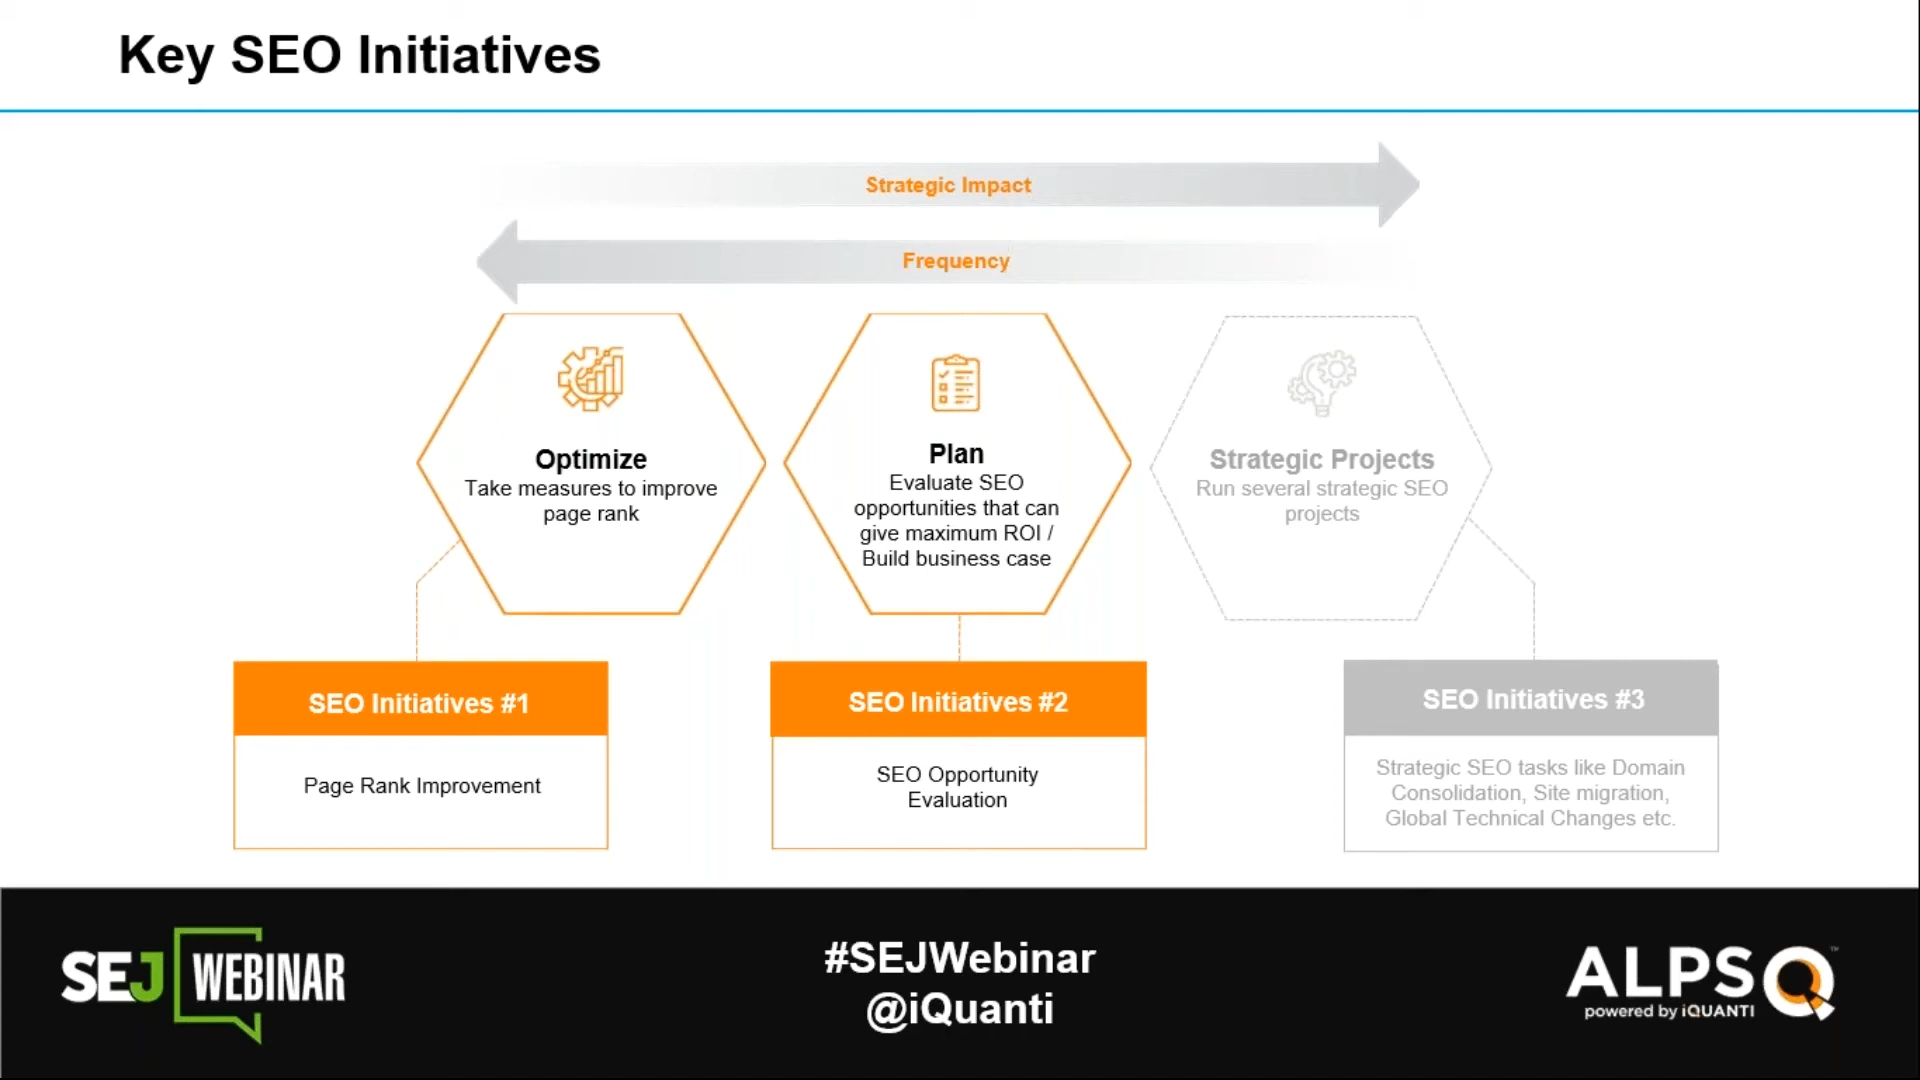 Key SEO Initiatives
Strategic Impact
Frequency
Optimize
Take measures to improve
page rank
Plan
Evaluate SEO
opportunities that can
give maximum ROI /
Build business case
Strategic Projects
Run several strategic SEO
projects
SEO Initiatives #1
Page Rank Improvement
SEO Initiatives #2
SEO Opportunity
Evaluation
SEO Initiatives #3
Strategic SEO tasks like Domain
Consolidation, Site migration,
Global Technical Changes etc.
SEJ WEBINAR
#SEJWebinar
@iQuanti
ALPS Q™
powered by iQUANTI